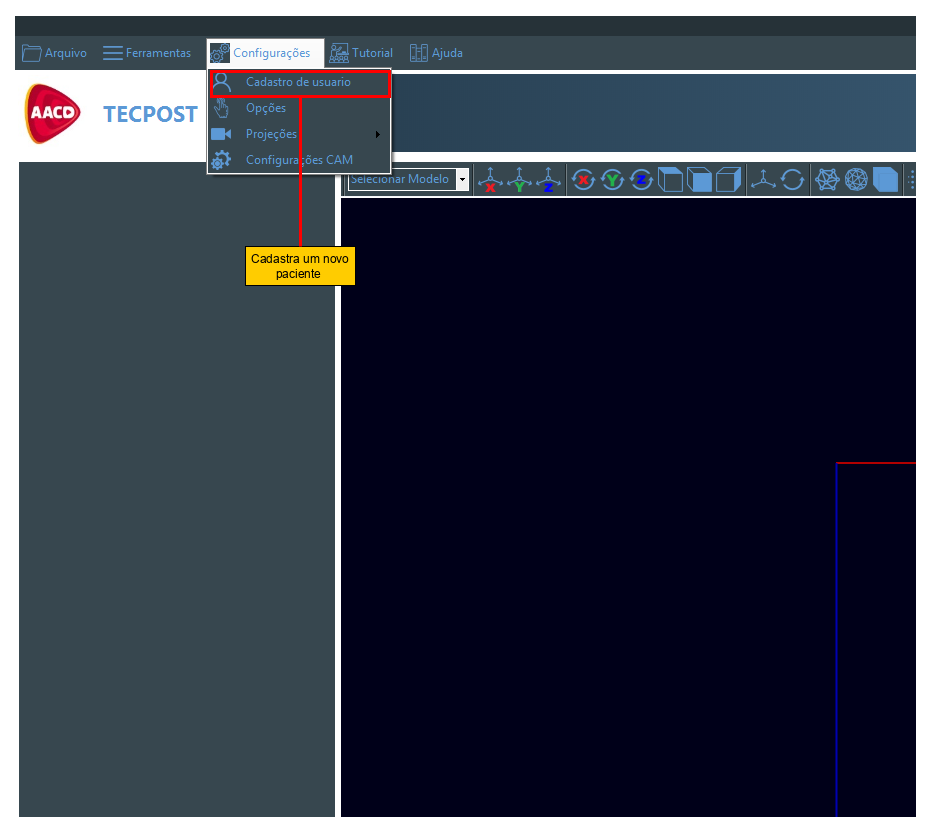 Arquivo
Ferramentas
Configurações
Tutorial
Ajuda
AACD
TECPOST
Cadastro de usuario
Opções
Projeções
Configurações CAM
Selecionar Modelo
X
Y
Z
X
Y
Z
Cadastra um novo
paciente